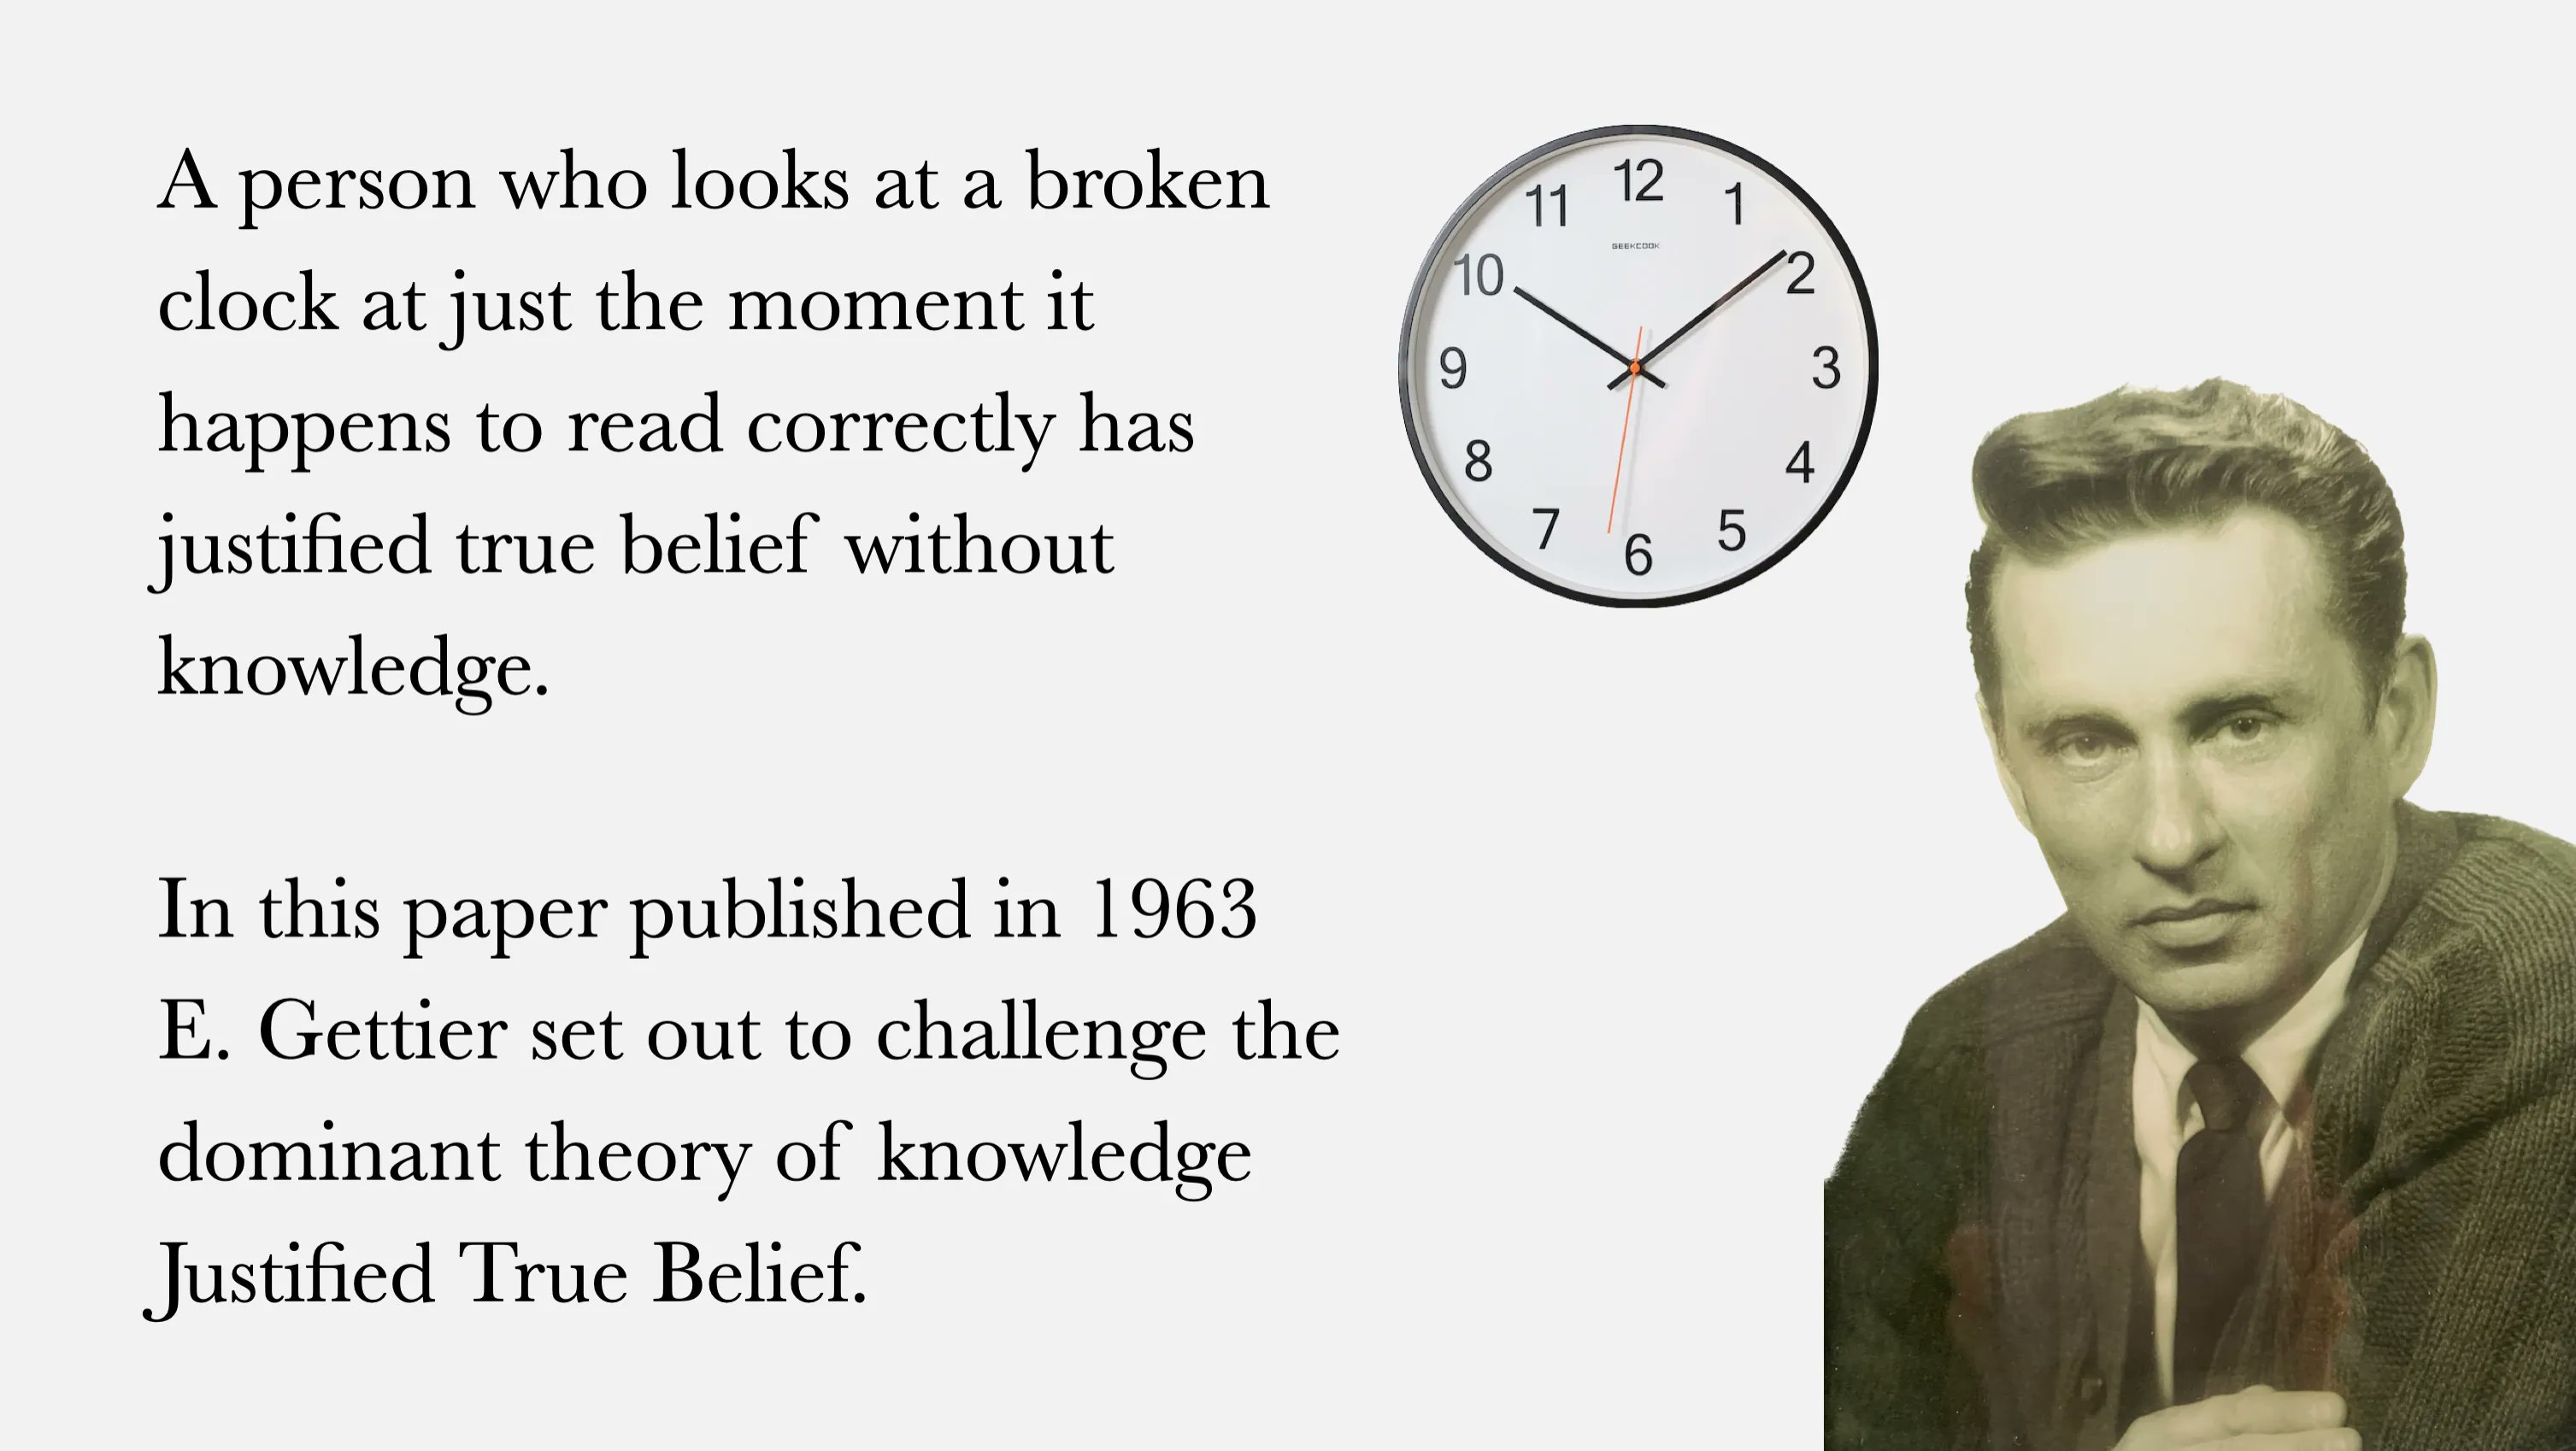 A person who looks at a broken
clock at just the moment it
happens to read correctly has
justified true belief without
knowledge.
In this paper published in 1963
E. Gettier set out to challenge the
dominant theory of knowledge
Justified True Belief.
12
11 1
GEEKCOOK
10 2
9 3
8 4
7 5
6